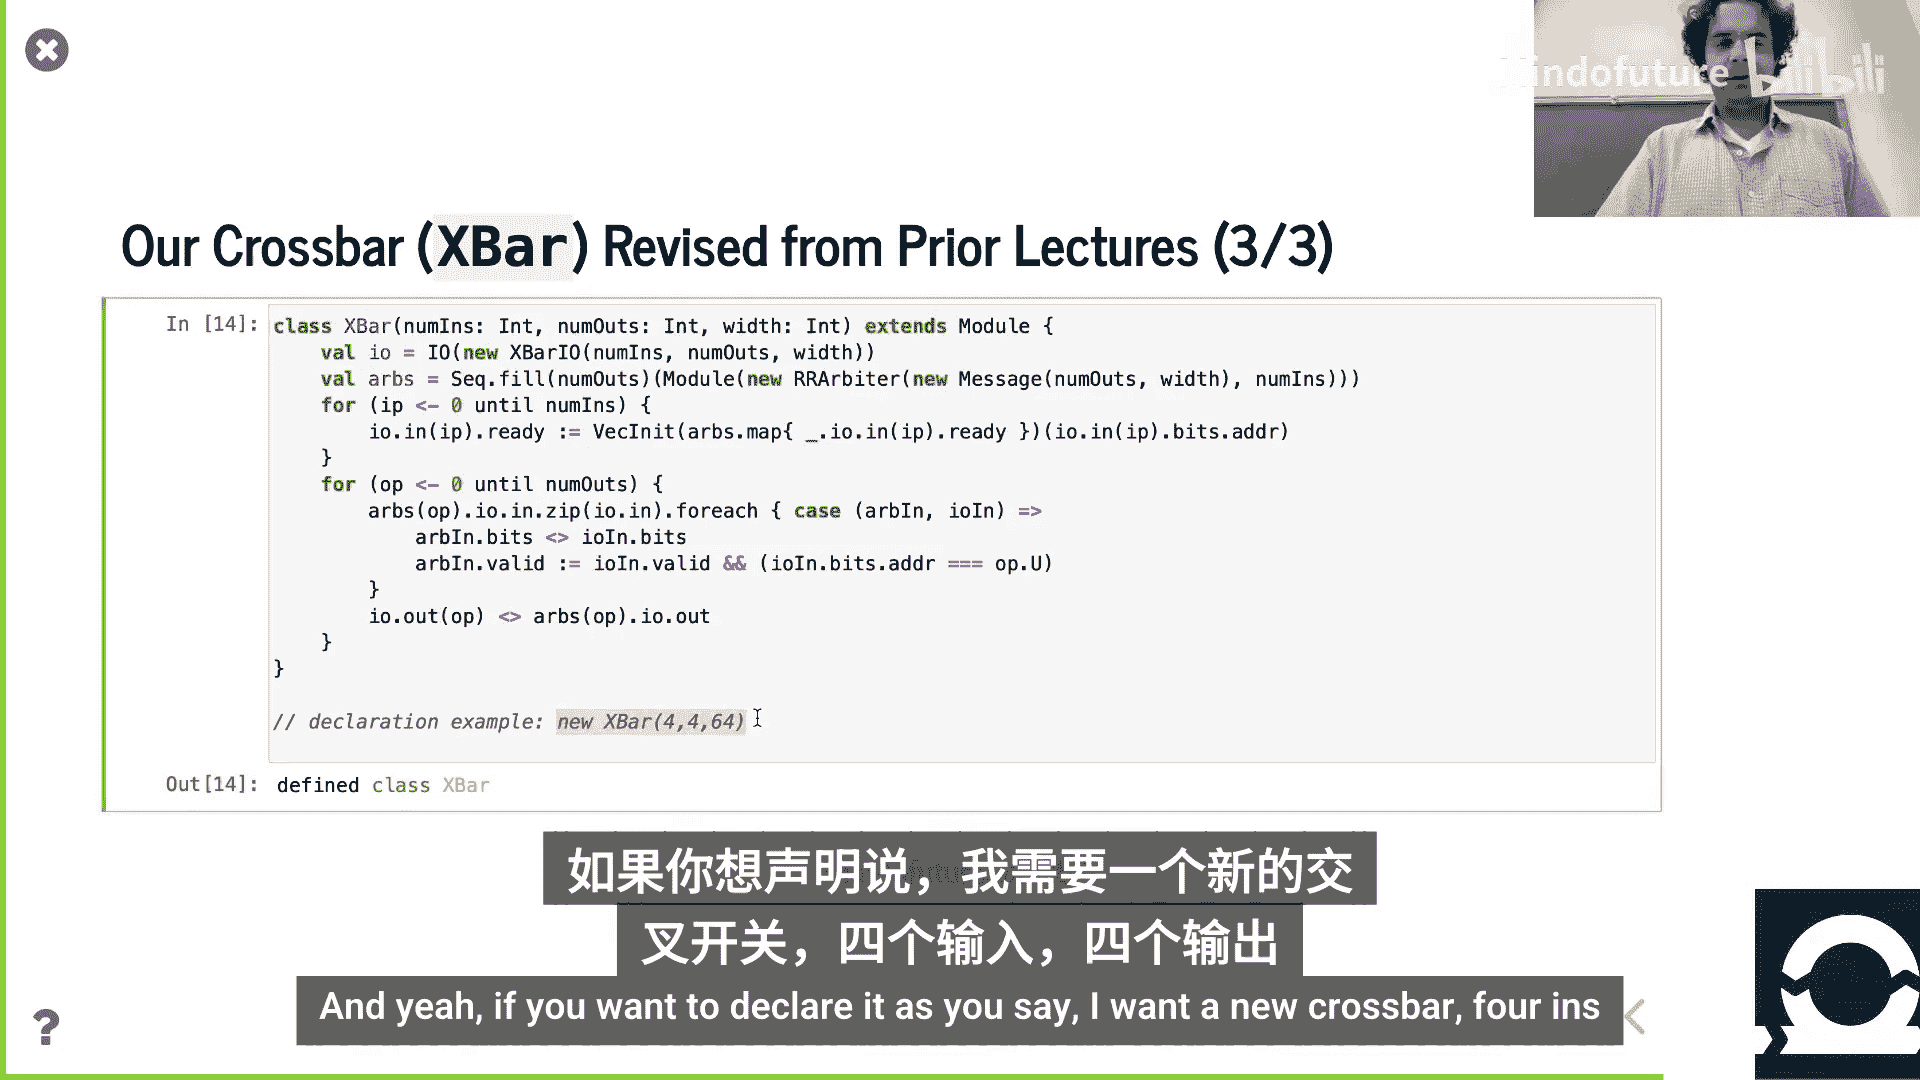 indofuture bilibili
Our Crossbar (XBar) Revised from Prior Lectures (3/3)
In [14]: class XBar(numIns: Int, numOuts: Int, width: Int) extends Module {
val io = IO(new XBarIO(numIns, numOuts, width))
val arbs = Seq.fill(numOuts)(Module(new RRArbiter(new Message(numOuts, width), numIns)))
for (ip <- 0 until numIns) {
io.in(ip).ready := VecInit(arbs.map{ _.io.in(ip).ready })(io.in(ip).bits.addr)
}
for (op <- 0 until numOuts) {
arbs(op).io.in.zip(io.in).foreach { case (arbIn, ioIn) =>
arbIn.bits <> ioIn.bits
arbIn.valid := ioIn.valid && (ioIn.bits.addr === op.U)
}
io.out(op) <> arbs(op).io.out
}
}
// declaration example: new XBar(4,4,64)
Out[14]: defined class XBar
如果你想声明说，我需要一个新的交
叉开关，四个输入，四个输出
And yeah, if you want to declare it as you say, I want a new crossbar, four ins
?